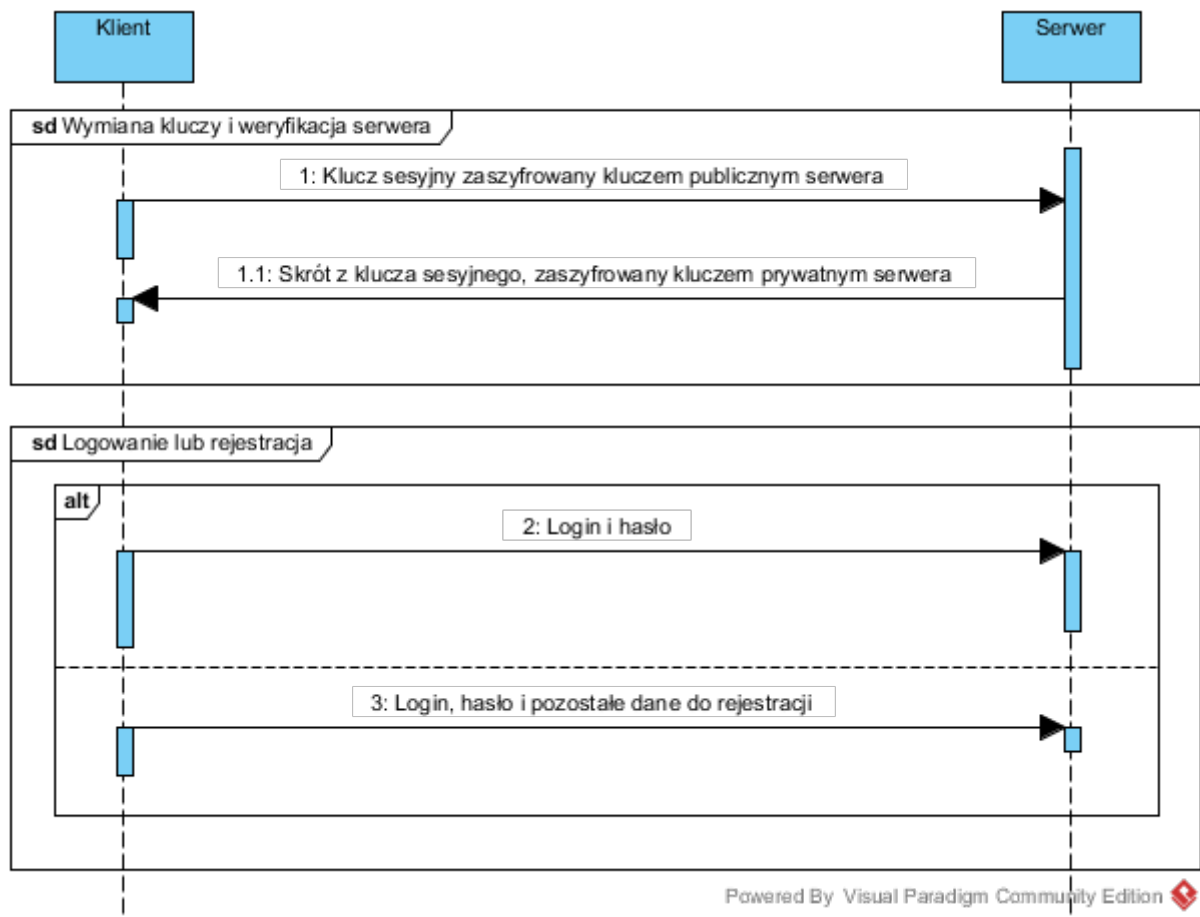 Klient
Serwer
sd Wymiana kluczy i weryfikacja serwera
1: Klucz sesyjny zaszyfrowany kluczem publicznym serwera
1.1: Skrót z klucza sesyjnego, zaszyfrowany kluczem prywatnym serwera
sd Logowanie lub rejestracja
alt
2: Login i hasło
3: Login, hasło i pozostałe dane do rejestracji
Powered By Visual Paradigm Community Edition